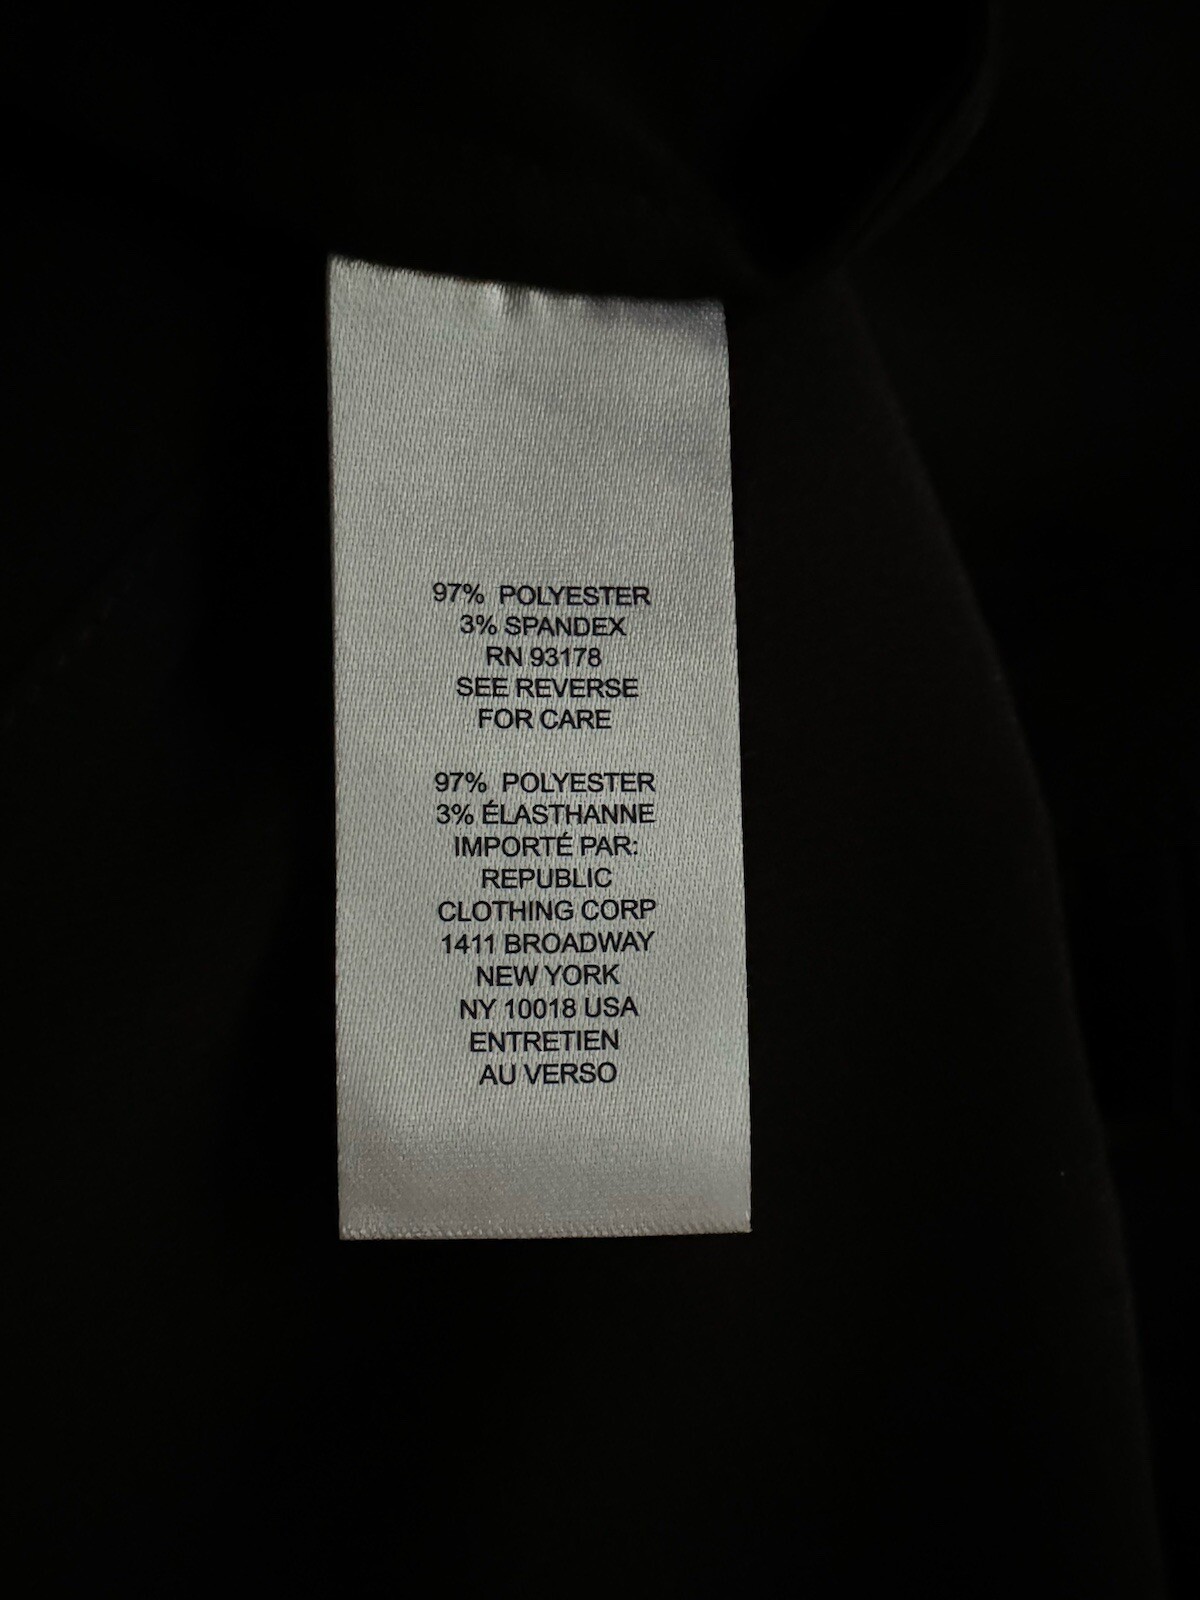 97% POLYESTER
3% SPANDEX
RN 93178
SEE REVERSE
FOR CARE
97% POLYESTER
3% ÉLASTHANNE
IMPORTÉ PAR:
REPUBLIC
CLOTHING CORP
1411 BROADWAY
NEW YORK
NY 10018 USA
ENTRETIEN
AU VERSO